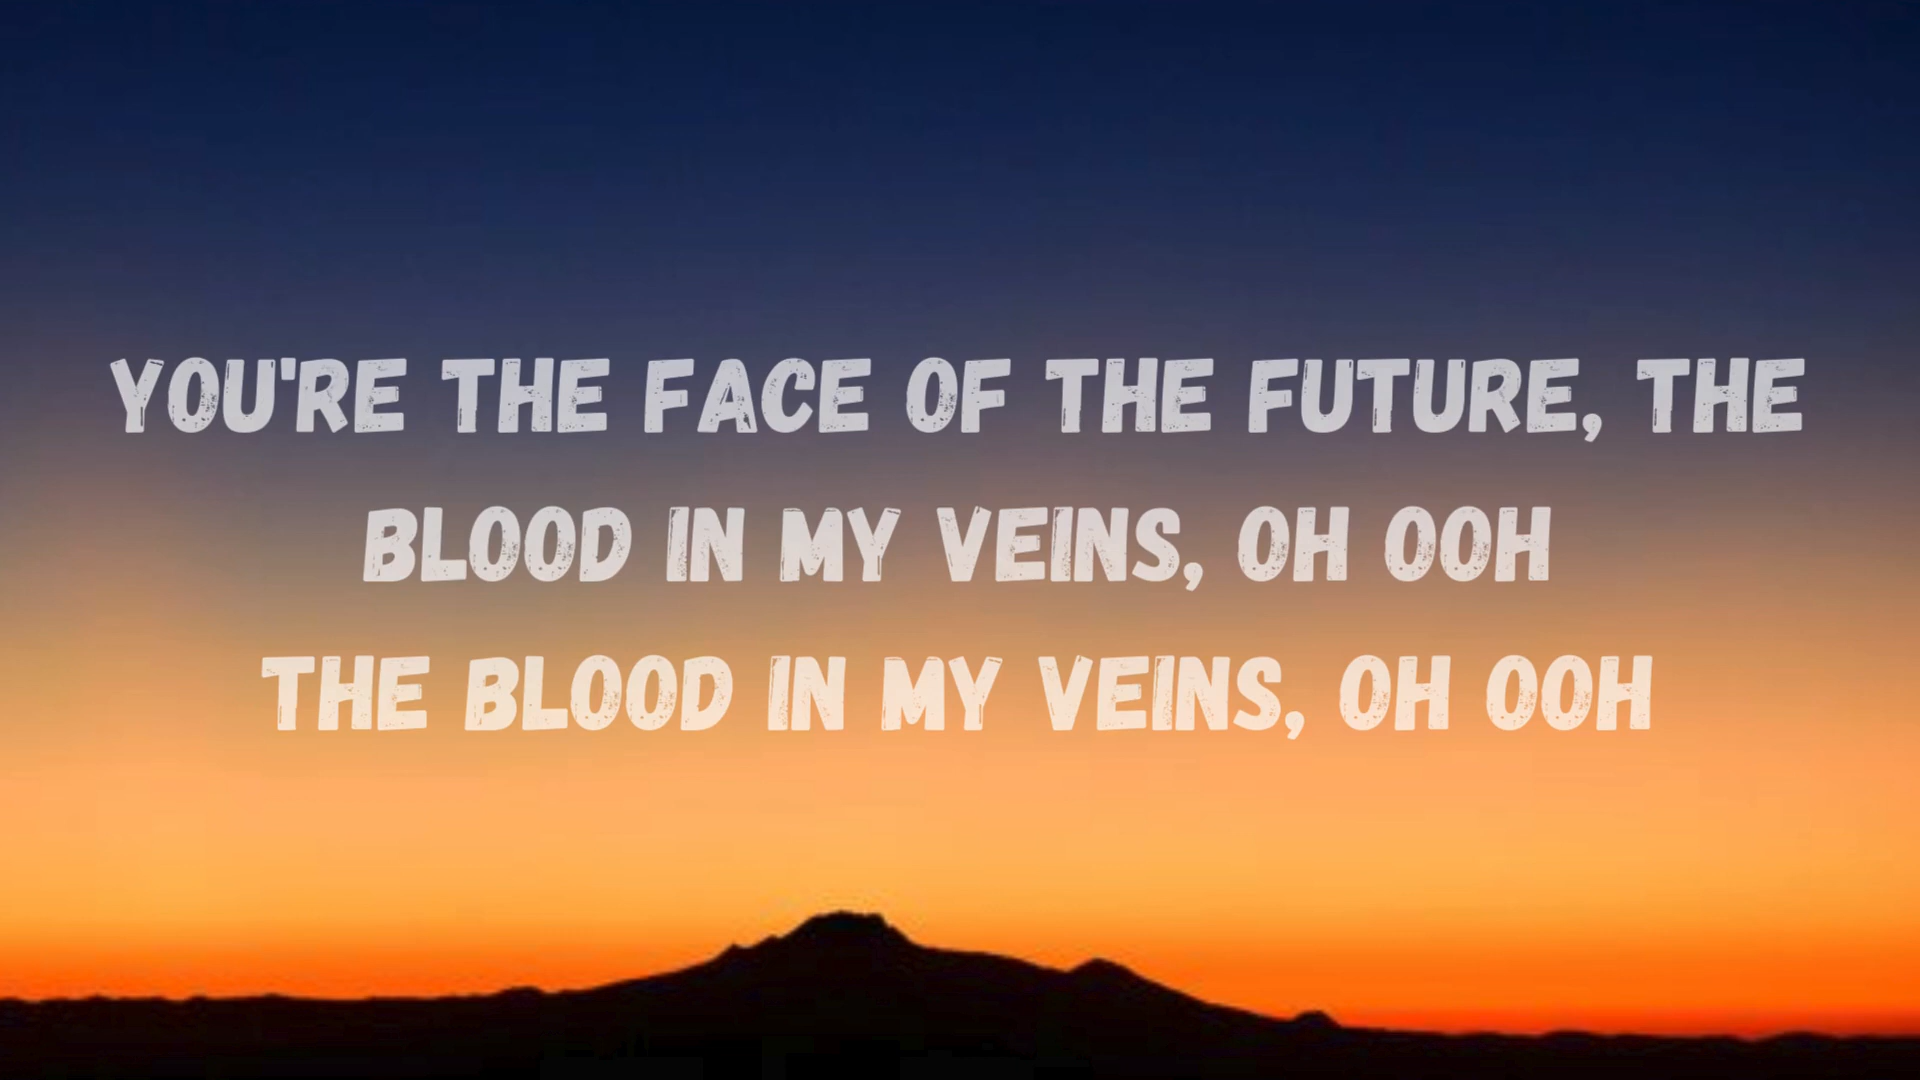 YOU'RE THE FACE OF THE FUTURE, THE
BLOOD IN MY VEINS, OH OOH
THE BLOOD IN MY VEINS, OH OOH